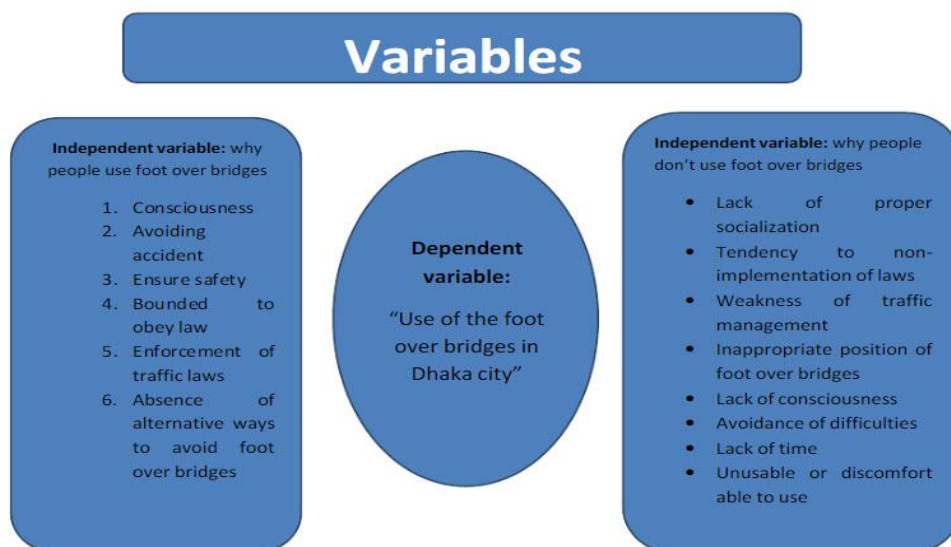 Variables
Independent variable: why
people use foot over bridges
1. Consciousness
2. Avoiding
accident
3. Ensure safety
4. Bounded to
obey law
5. Enforcement of
traffic laws
6. Absence of
alternative ways
to avoid foot
over bridges
Dependent
variable:
“Use of the foot
over bridges in
Dhaka city”
Independent variable: why people
don’t use foot over bridges
• Lack of proper
socialization
• Tendency to non-
implementation of laws
• Weakness of traffic
management
• Inappropriate position of
foot over bridges
• Lack of consciousness
• Avoidance of difficulties
• Lack of time
• Unusable or discomfort
able to use